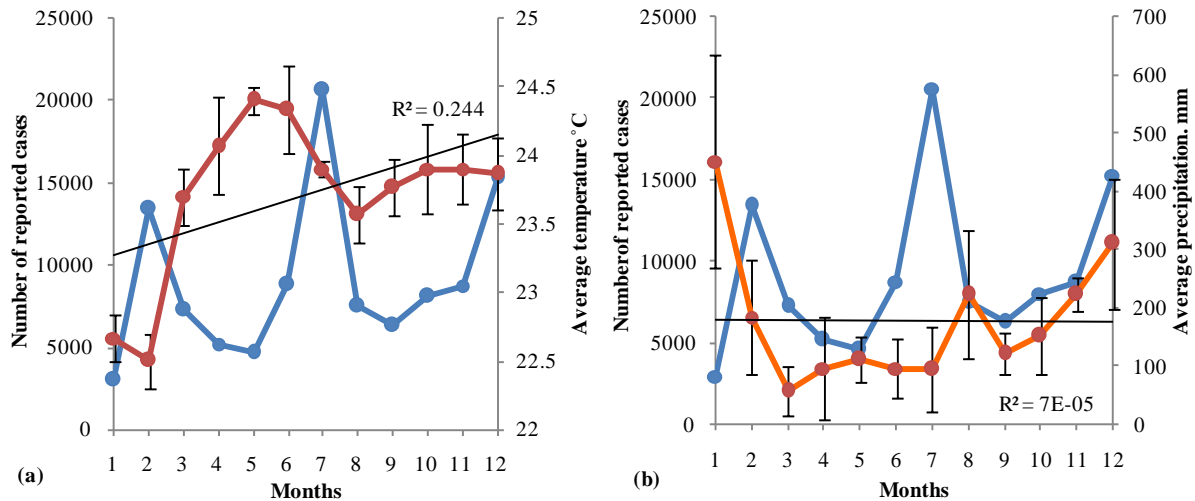 25000
20000
15000
10000
5000
0
Number of reported cases
25
24.5
24
23.5
23
22.5
22
Average temperature ˚C
R² = 0.244
1 2 3 4 5 6 7 8 9 10 11 12
Months
(a)
25000
20000
15000
10000
5000
0
Number of reported cases
700
600
500
400
300
200
100
0
Average precipitation. mm
R² = 7E-05
1 2 3 4 5 6 7 8 9 10 11 12
Months
(b)